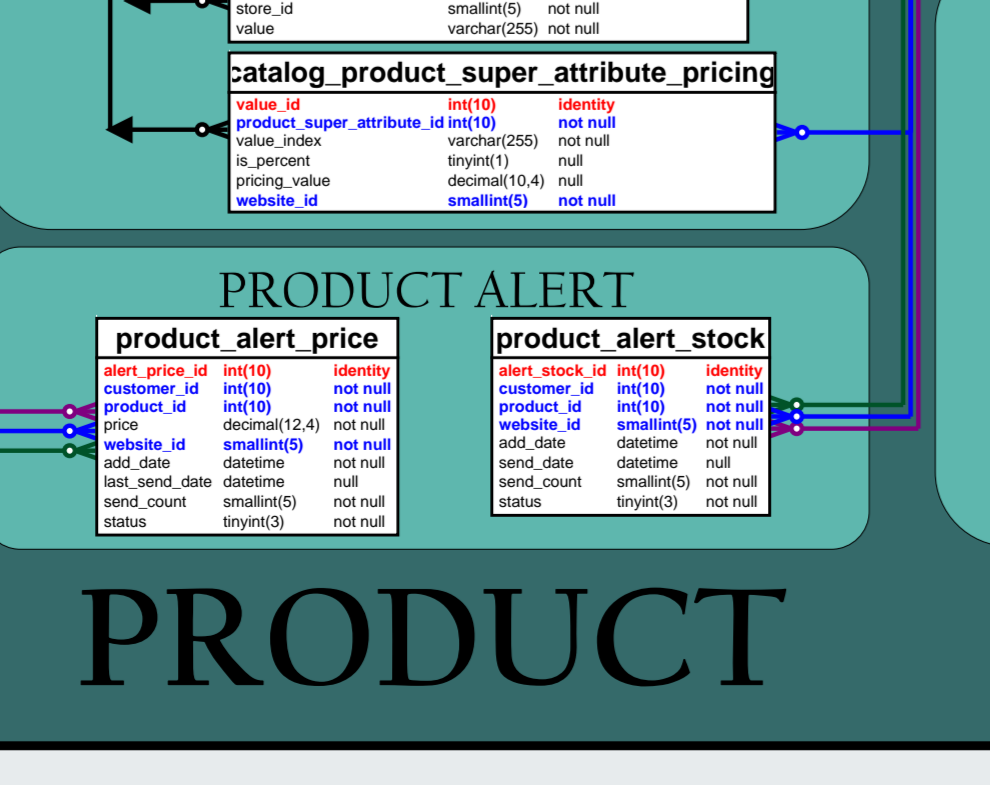 store_id smallint(5) not null
value varchar(255) not null
catalog_product_super_attribute_pricing
value_id int(10) identity
product_super_attribute_id int(10) not null
value_index varchar(255) not null
is_percent tinyint(1) null
pricing_value decimal(10,4) null
website_id smallint(5) not null
PRODUCT ALERT
product_alert_price
alert_price_id int(10) identity
customer_id int(10) not null
product_id int(10) not null
price decimal(12,4) not null
website_id smallint(5) not null
add_date datetime not null
last_send_date datetime null
send_count smallint(5) not null
status tinyint(3) not null
product_alert_stock
alert_stock_id int(10) identity
customer_id int(10) not null
product_id int(10) not null
website_id smallint(5) not null
add_date datetime not null
send_date datetime null
send_count smallint(5) not null
status tinyint(3) not null
PRODUCT